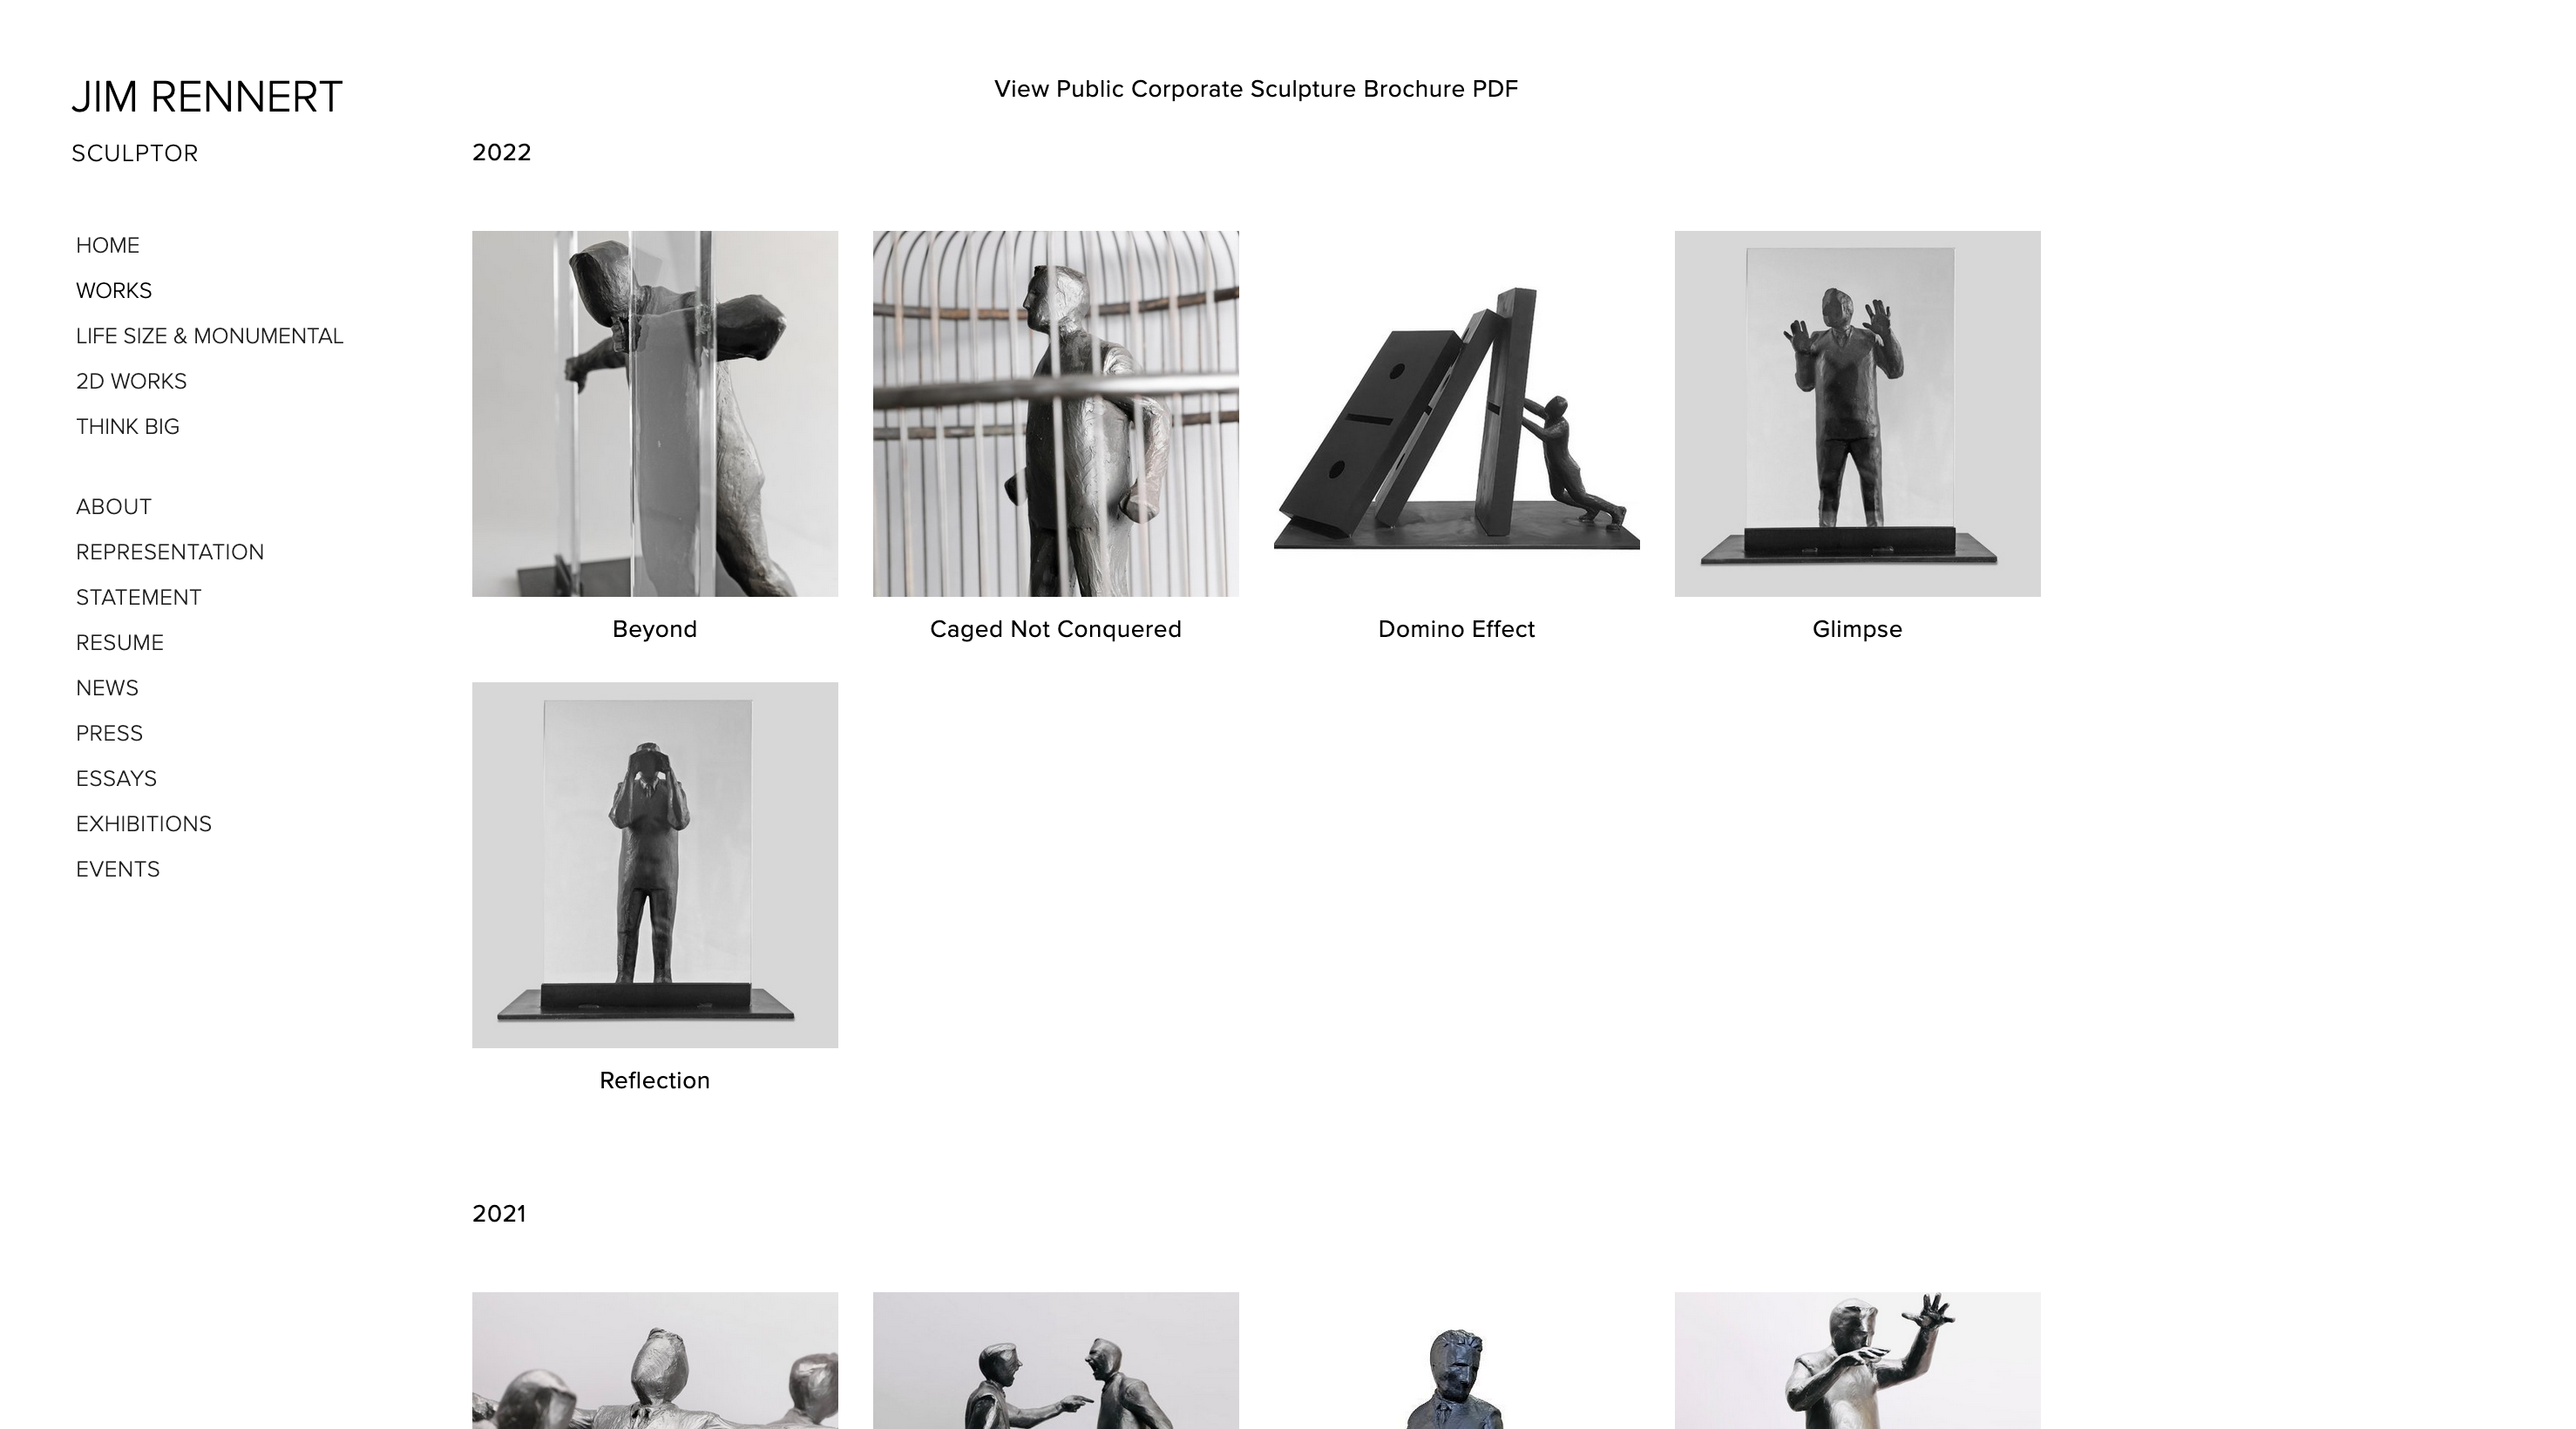 JIM RENNERT
SCULPTOR
HOME
WORKS
LIFE SIZE & MONUMENTAL
2D WORKS
THINK BIG
ABOUT
REPRESENTATION
STATEMENT
RESUME
NEWS
PRESS
ESSAYS
EXHIBITIONS
EVENTS
View Public Corporate Sculpture Brochure PDF
2022
Beyond
Caged Not Conquered
Domino Effect
Glimpse
Reflection
2021